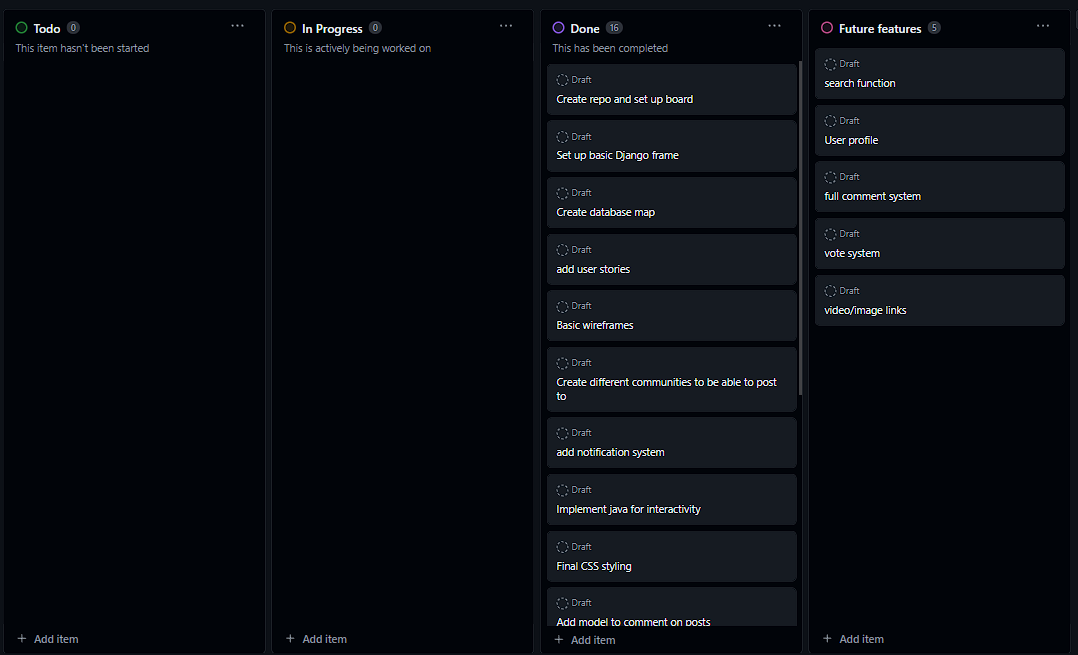 Todo 0
This item hasn't been started
+ Add item
In Progress 0
This is actively being worked on
+ Add item
Done 16
This has been completed
Draft
Create repo and set up board
Draft
Set up basic Django frame
Draft
Create database map
Draft
add user stories
Draft
Basic wireframes
Draft
Create different communities to be able to post
to
Draft
add notification system
Draft
Implement java for interactivity
Draft
Final CSS styling
Draft
Add model to comment on posts
+ Add item
Future features 5
Draft
search function
Draft
User profile
Draft
full comment system
Draft
vote system
Draft
video/image links
+ Add item